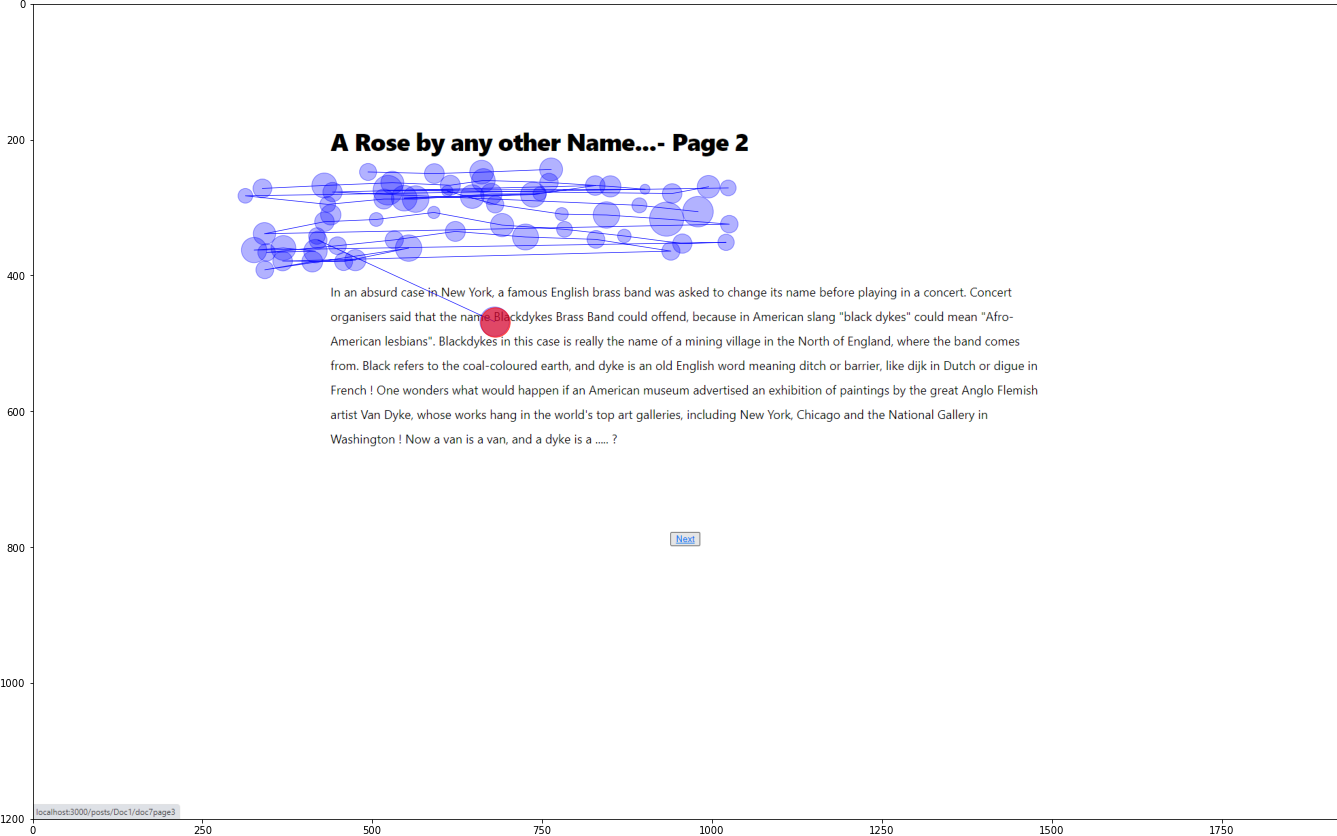 0
200
A Rose by any other Name...- Page 2
400
In an absurd case in New York, a famous English brass band was asked to change its name before playing in a concert. Concert
organisers said that the name Blackdykes Brass Band could offend, because in American slang "black dykes" could mean "Afro-
American lesbians". Blackdykes in this case is really the name of a mining village in the North of England, where the band comes
from. Black refers to the coal-coloured earth, and dyke is an old English word meaning ditch or barrier, like dijk in Dutch or digue in
French ! One wonders what would happen if an American museum advertised an exhibition of paintings by the great Anglo Flemish
600
artist Van Dyke, whose works hang in the world's top art galleries, including New York, Chicago and the National Gallery in
Washington ! Now a van is a van, and a dyke is a ..... ?
Next
800
1000
localhost:3000/posts/Doc1/doc7page3
1200
0 250 500 750 1000 1250 1500 1750